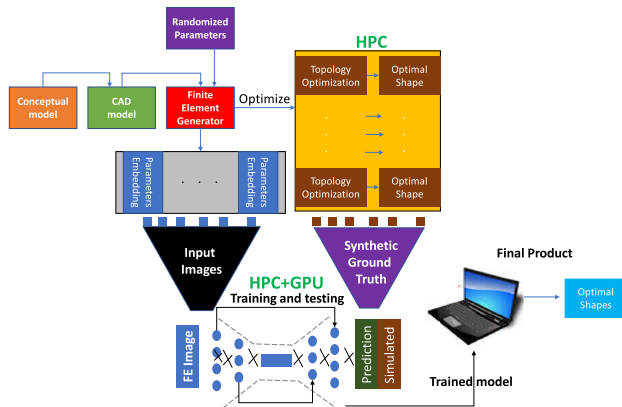 Randomized
Parameters
HPC
Topology
Optimization
Optimal
Shape
Conceptual
model
CAD
model
Finite
Element
Generator
Optimize
Parameters
Embedding
. . .
Parameters
Embedding
Topology
Optimization
Optimal
Shape
Input
Images
Synthetic
Ground
Truth
Final Product
HPC+GPU
Training and testing
Optimal
Shapes
FE Image
Prediction
Simulated
Trained model